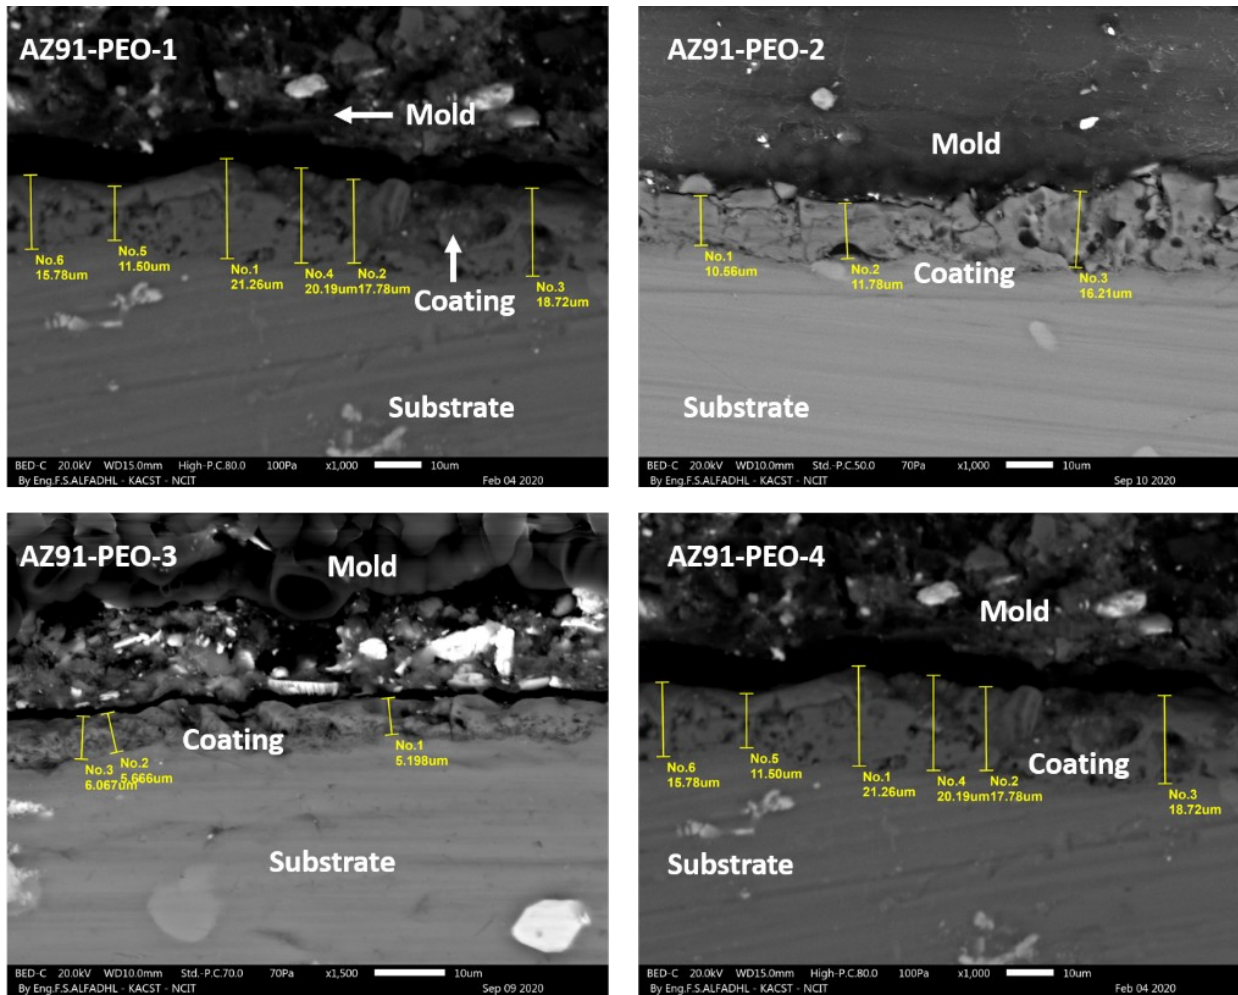 AZ91-PEO-1
Mold
No.6
15.78um
No.5
11.50um
No.1
21.26um
No.4
20.19um
No.2
17.78um
No.3
18.72um
Coating
Substrate
BED-C 20.0kV WD15.0mm High-P.C.80.0 100Pa x1,000 10um
By Eng.F.S.ALFADHL - KACST - NCIT Feb 04 2020
AZ91-PEO-2
Mold
No.1
10.56um
No.2
11.78um
Coating
No.3
16.21um
Substrate
BED-C 20.0kV WD10.0mm Std.-P.C.50.0 70Pa x1,000 10um
By Eng.F.S.ALFADHL - KACST - NCIT Sep 10 2020
AZ91-PEO-3
Mold
Coating
No.3
6.067um
No.2
5.666um
No.1
5.198um
Substrate
BED-C 20.0kV WD10.0mm Std.-P.C.70.0 70Pa x1,500 10um
By Eng.F.S.ALFADHL - KACST - NCIT Sep 09 2020
AZ91-PEO-4
Mold
No.6
15.78um
No.5
11.50um
No.1
21.26um
No.4
20.19um
No.2
17.78um
Coating
No.3
18.72um
Substrate
BED-C 20.0kV WD15.0mm High-P.C.80.0 100Pa x1,000 10um
By Eng.F.S.ALFADHL - KACST - NCIT Feb 04 2020